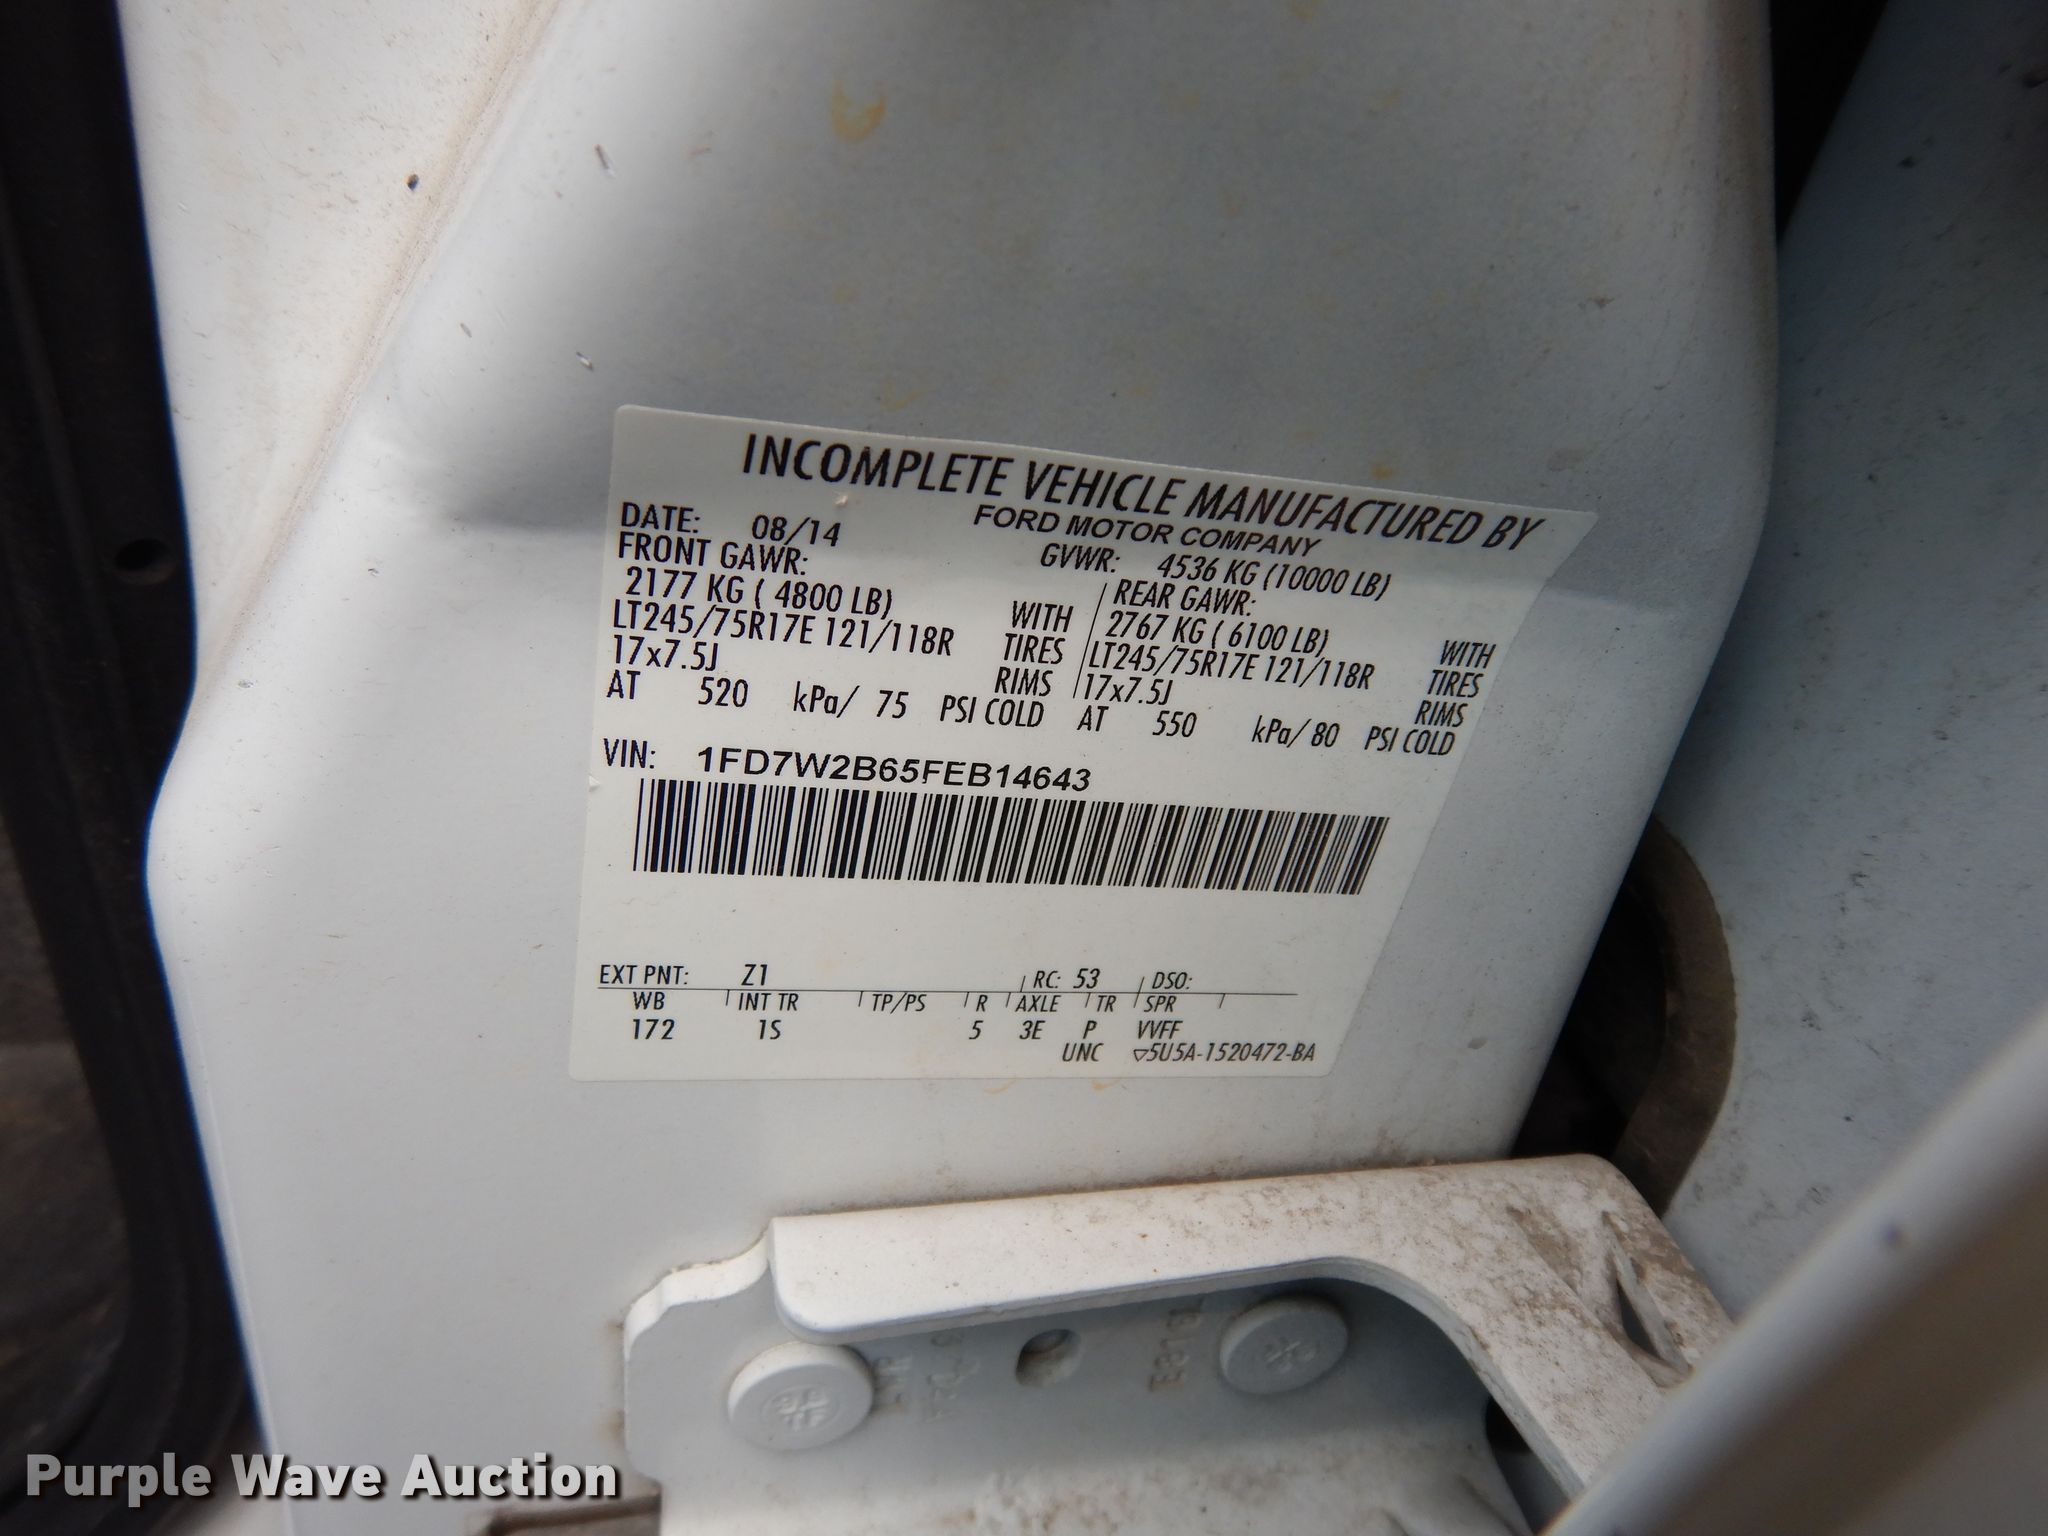 INCOMPLETE VEHICLE MANUFACTURED BY
FORD MOTOR COMPANY
DATE: 08/14 GVWR: 4536 KG (10000 LB)
FRONT GAWR: REAR GAWR:
2177 KG ( 4800 LB) WITH 2767 KG ( 6100 LB) WITH
LT245/75R17E 121/118R TIRES LT245/75R17E 121/118R TIRES
17x7.5J RIMS 17x7.5J RIMS
AT 520 kPa/ 75 PSI COLD AT 550 kPa/ 80 PSI COLD
VIN: 1FD7W2B65FEB14643
EXT PNT: Z1 RC: 53 DSO:
WB INT TR TP/PS R AXLE TR SPR
172 1S 5 3E P VVFF
UNC ▽5U5A-1520472-BA
Purple Wave Auction